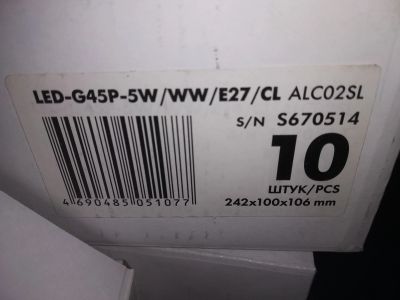 LED-G45P-5W/WW/E27/CL ALC02SL
S/N S670514
10
ШТУК/PCS
4 690485 051077
242x100x106 mm